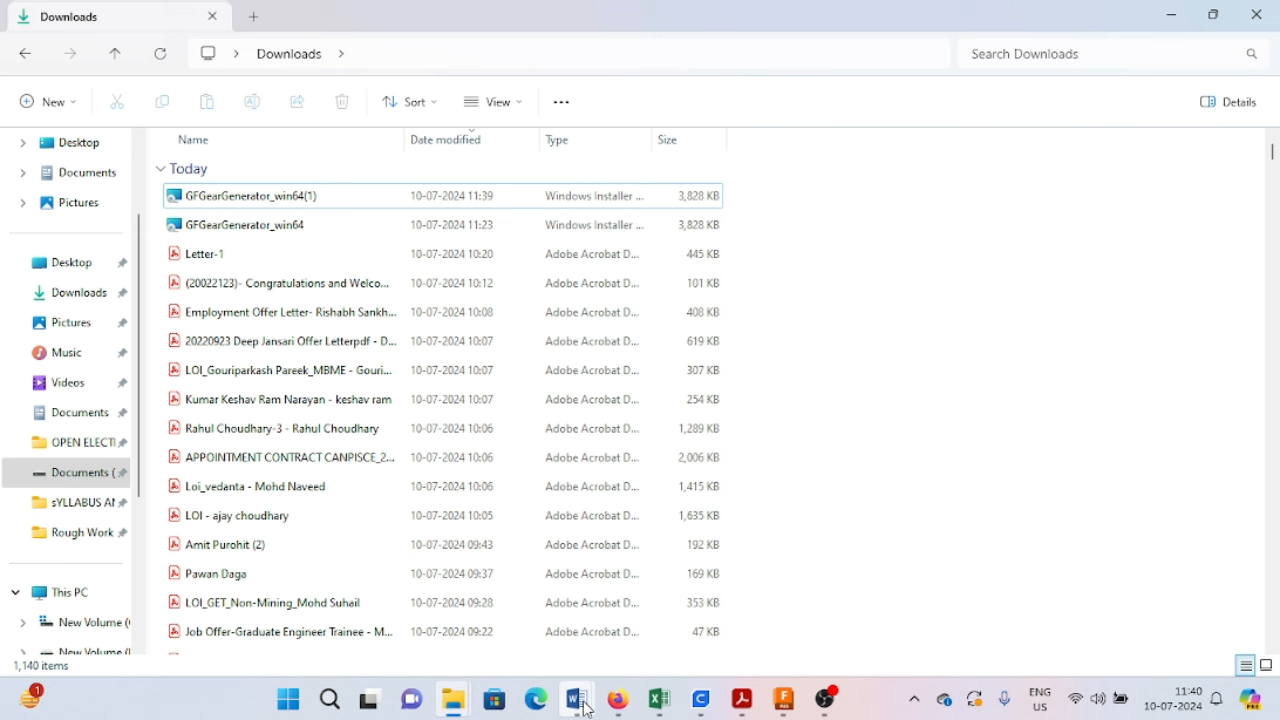 Downloads
Downloads
Search Downloads
New
Sort
View
Details
Name Date modified Type Size
Desktop
Documents
Pictures
Desktop
Downloads
Pictures
Music
Videos
Documents
OPEN ELECTI
Documents (
sYLLABUS AN
Rough Work
This PC
New Volume (
New Volume (
Today
GFGearGenerator_win64(1) 10-07-2024 11:39 Windows Installer ... 3,828 KB
GFGearGenerator_win64 10-07-2024 11:23 Windows Installer ... 3,828 KB
Letter-1 10-07-2024 10:20 Adobe Acrobat D... 445 KB
(20022123)- Congratulations and Welco... 10-07-2024 10:12 Adobe Acrobat D... 101 KB
Employment Offer Letter- Rishabh Sankh... 10-07-2024 10:08 Adobe Acrobat D... 408 KB
20220923 Deep Jansari Offer Letterpdf - D... 10-07-2024 10:07 Adobe Acrobat D... 619 KB
LOI_Gouriparkash Pareek_MBME - Gouri... 10-07-2024 10:07 Adobe Acrobat D... 307 KB
Kumar Keshav Ram Narayan - keshav ram 10-07-2024 10:07 Adobe Acrobat D... 254 KB
Rahul Choudhary-3 - Rahul Choudhary 10-07-2024 10:06 Adobe Acrobat D... 1,289 KB
APPOINTMENT CONTRACT CANPISCE_2... 10-07-2024 10:06 Adobe Acrobat D... 2,006 KB
Loi_vedanta - Mohd Naveed 10-07-2024 10:06 Adobe Acrobat D... 1,415 KB
LOI - ajay choudhary 10-07-2024 10:05 Adobe Acrobat D... 1,635 KB
Amit Purohit (2) 10-07-2024 09:43 Adobe Acrobat D... 192 KB
Pawan Daga 10-07-2024 09:37 Adobe Acrobat D... 169 KB
LOI_GET_Non-Mining_Mohd Suhail 10-07-2024 09:28 Adobe Acrobat D... 353 KB
Job Offer-Graduate Engineer Trainee - M... 10-07-2024 09:22 Adobe Acrobat D... 47 KB
1,140 items
1
ENG
US
11:40
10-07-2024